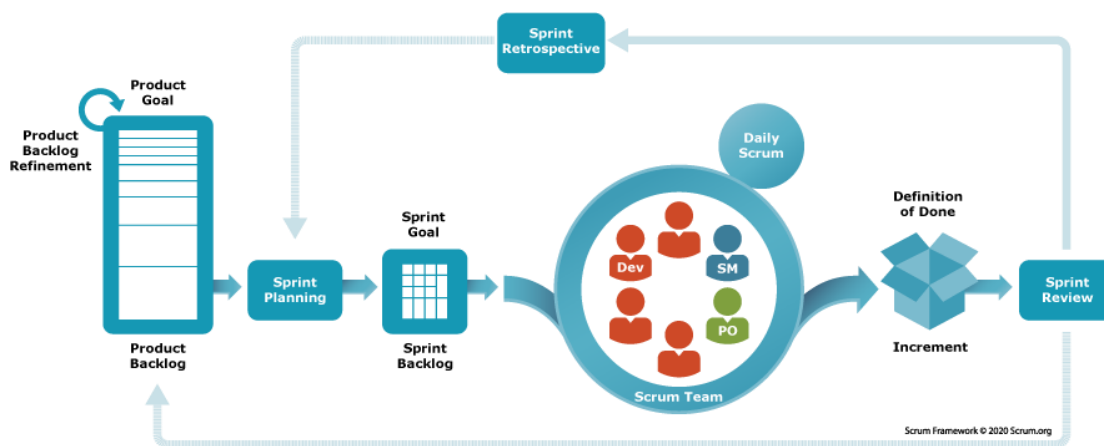 Sprint
Retrospective
Product
Goal
Product
Backlog
Refinement
Daily
Scrum
Sprint
Goal
Definition
of Done
Dev
SM
Sprint
Planning
Sprint
Review
PO
Product
Backlog
Sprint
Backlog
Increment
Scrum Team
Scrum Framework © 2020 Scrum.org